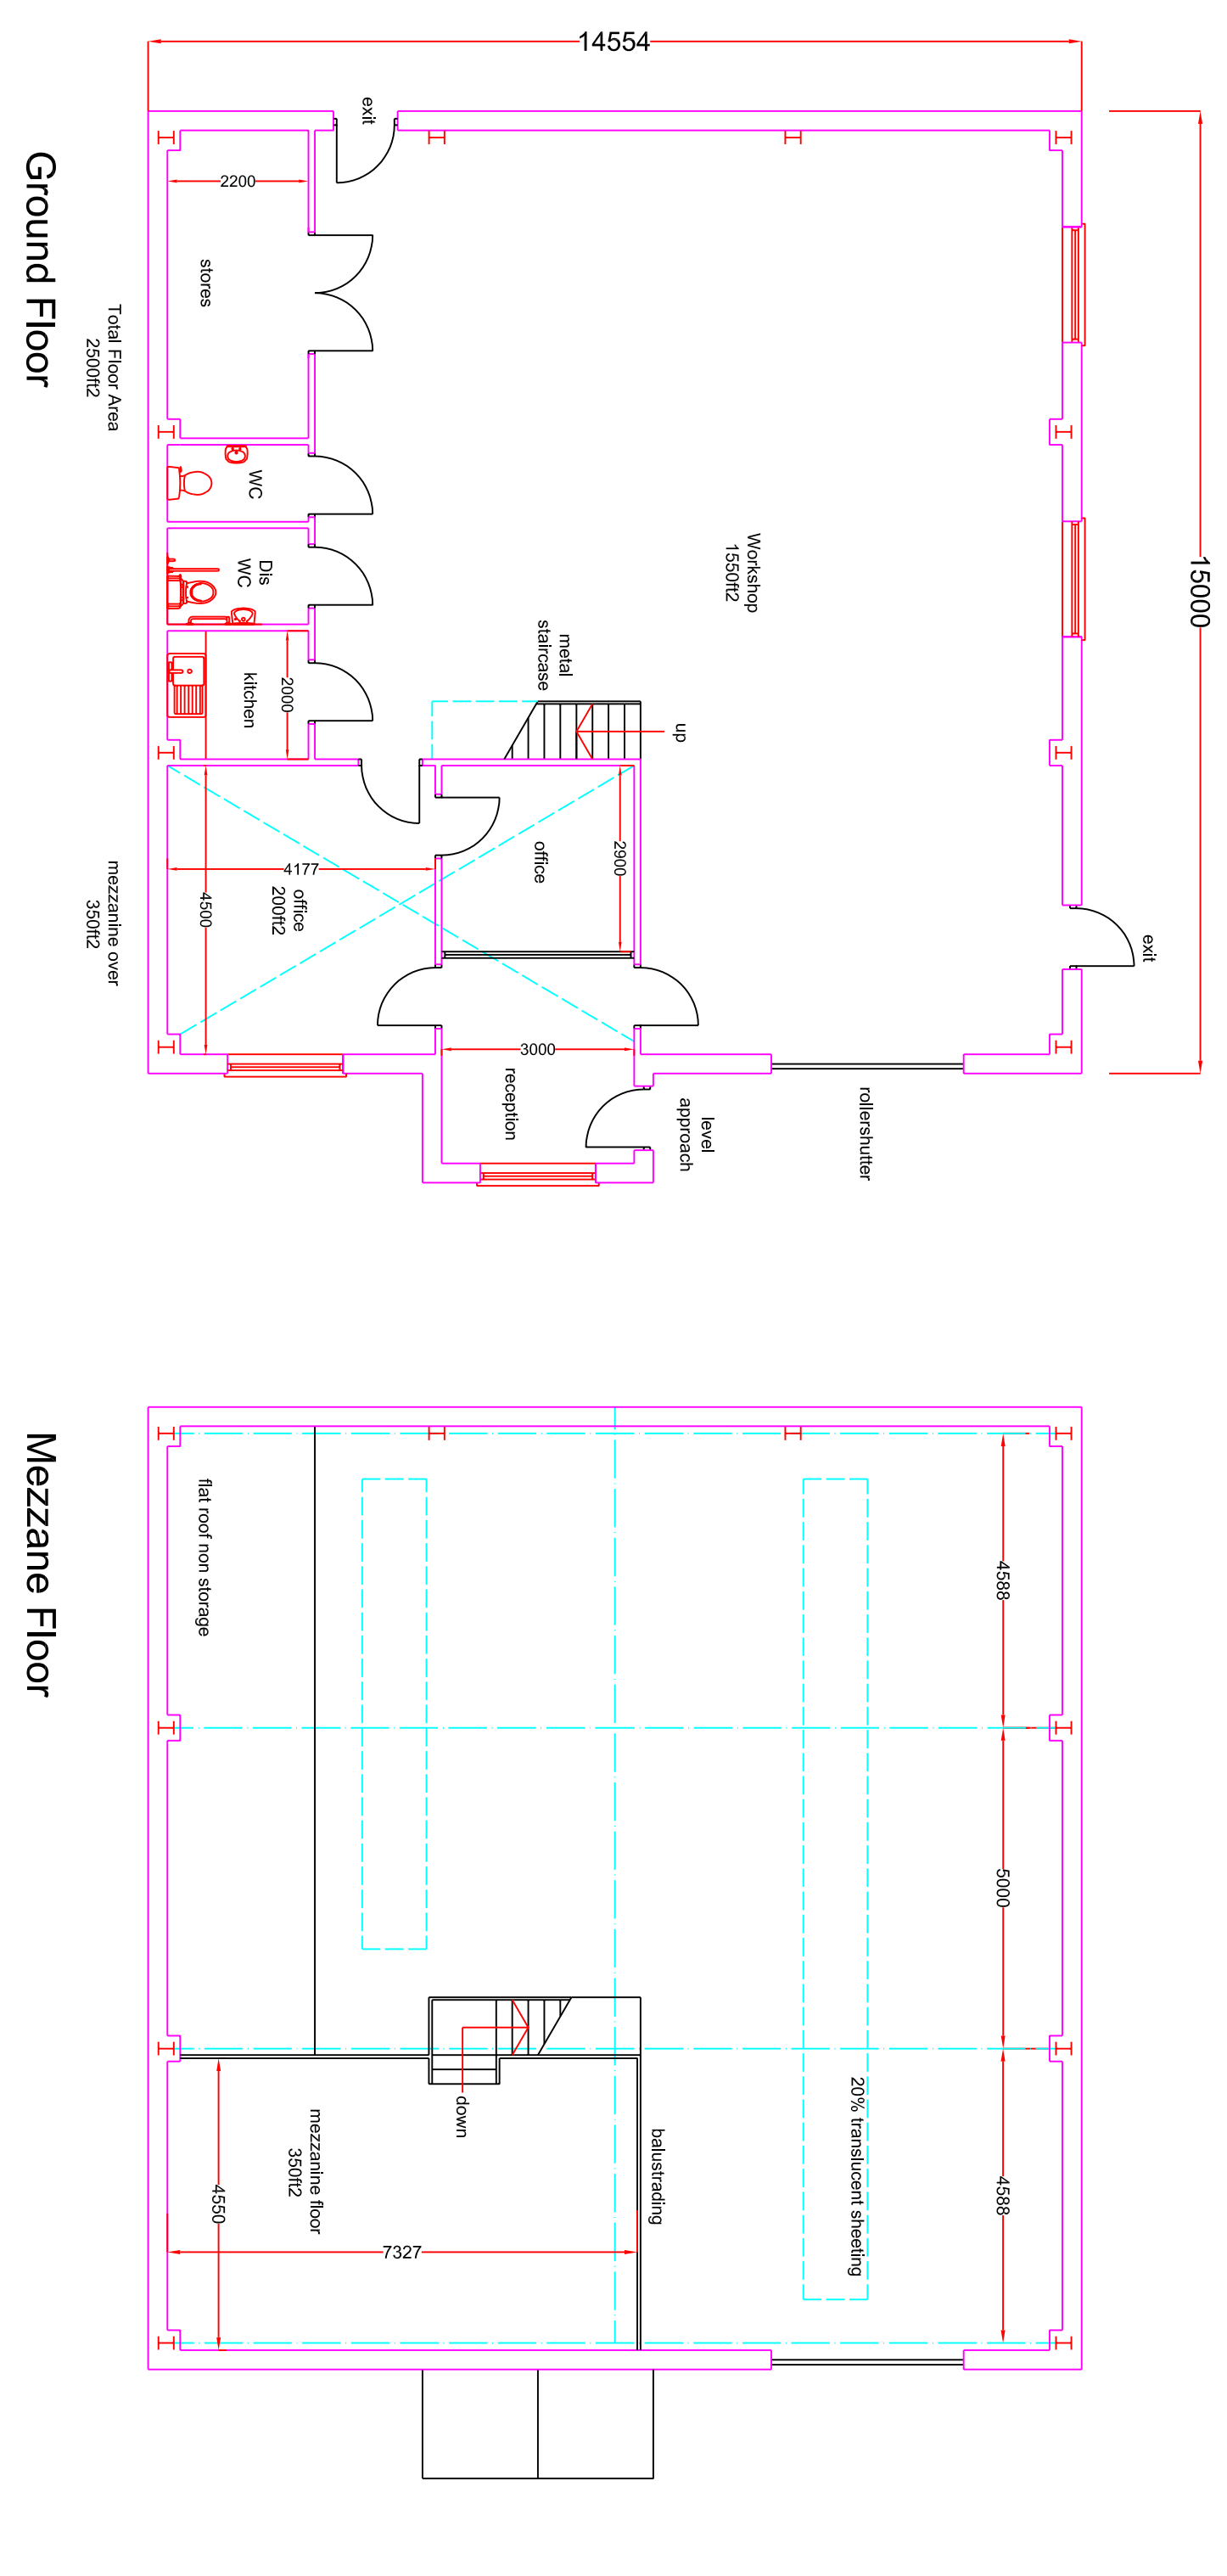 14554
15000
exit
2200
stores
WC
Dis
WC
kitchen
2000
Workshop
1550ft2
metal
staircase
up
office
2900
4177
4500
office
200ft2
exit
3000
reception
level
approach
rollershutter
Total Floor Area
2500ft2
mezzanine over
350ft2
Ground Floor
4588
5000
4588
flat roof non storage
20% translucent sheeting
balustrading
down
mezzanine floor
350ft2
4550
7327
Mezzane Floor